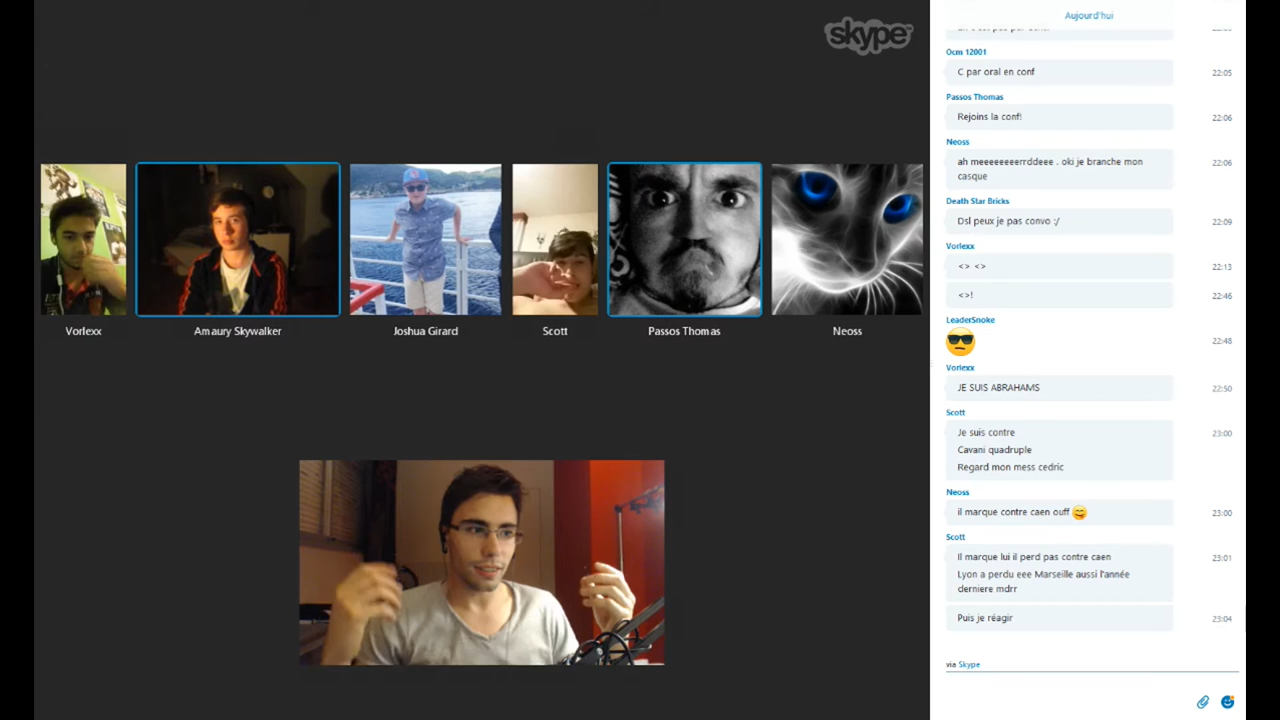 skype
Vorlexx
Amaury Skywalker
Joshua Girard
Scott
Passos Thomas
Neoss
Aujourd'hui
Ocm 12001
C par oral en conf
22:05
Passos Thomas
Rejoins la conf!
22:06
Neoss
ah meeeeeeeerrddeee . oki je branche mon
22:06
casque
Death Star Bricks
Dsl peux je pas convo :/
22:09
Vorlexx
<> <>
22:13
<>!
22:46
LeaderSnoke
22:48
Vorlexx
JE SUIS ABRAHAMS
22:50
Scott
Je suis contre
23:00
Cavani quadruple
Regard mon mess cedric
Neoss
il marque contre caen ouff
23:00
Scott
Il marque lui il perd pas contre caen
23:01
Lyon a perdu eee Marseille aussi l'année
derniere mdrr
Puis je réagir
23:04
via Skype